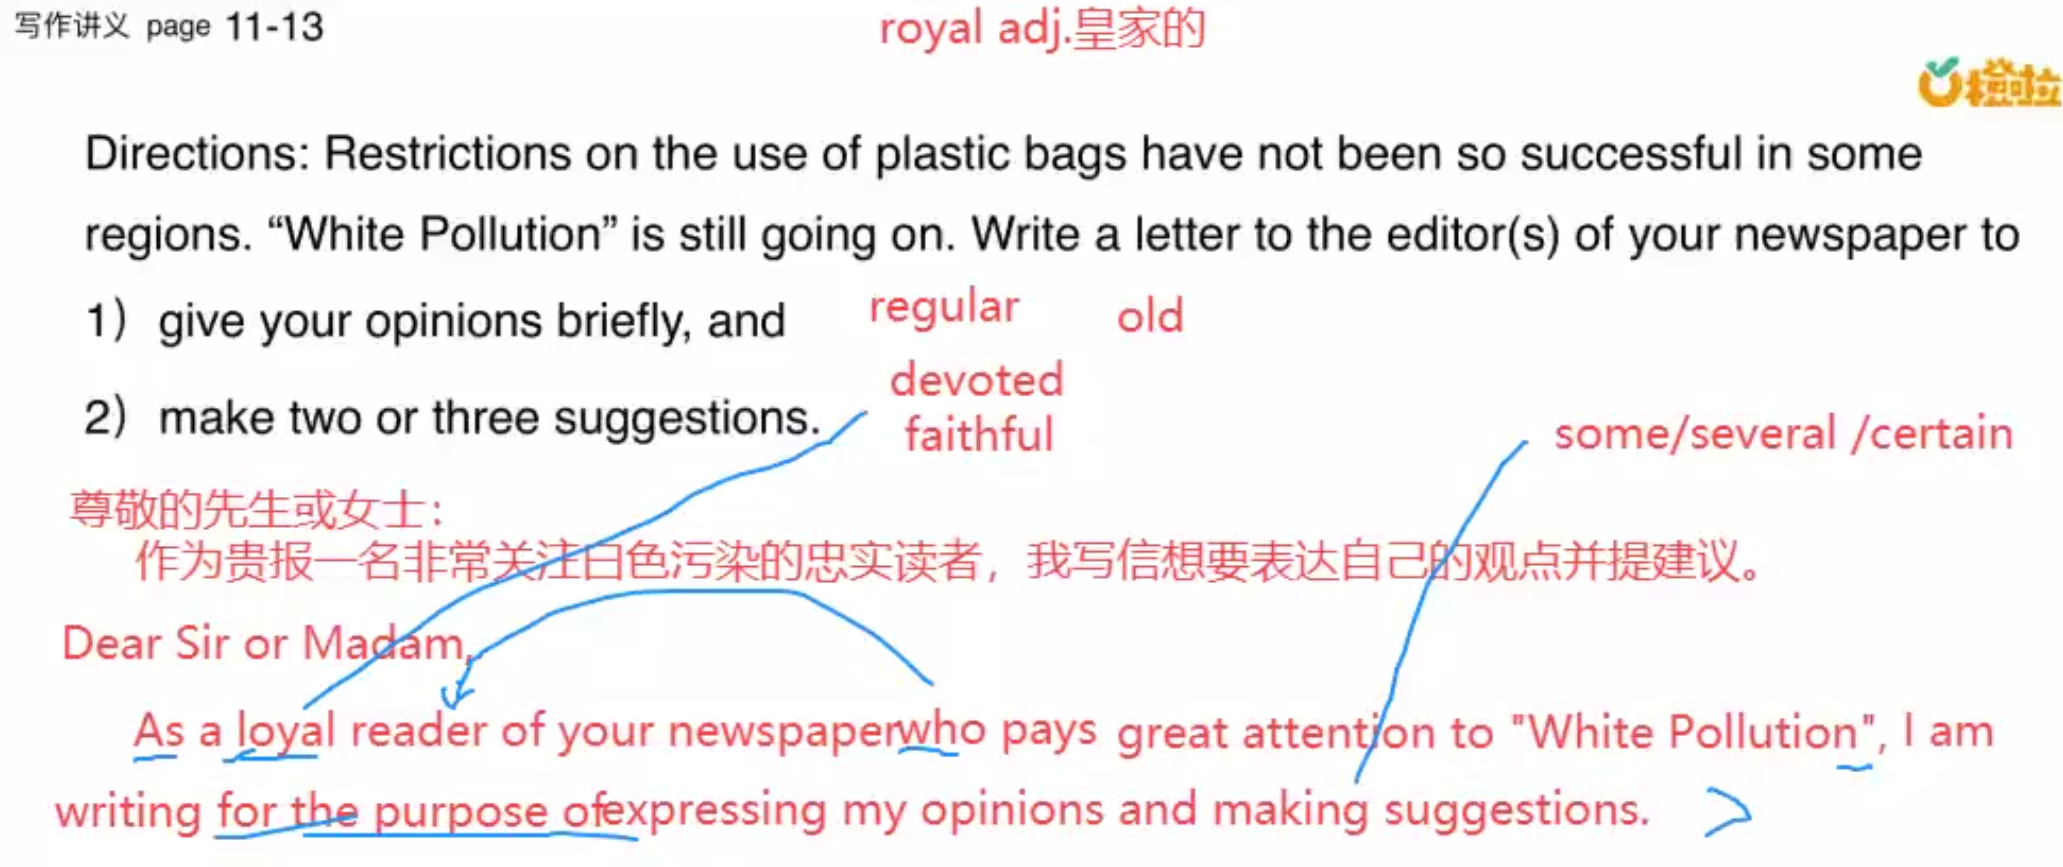 写作讲义 page 11-13
royal adj.皇家的
橙啦
Directions: Restrictions on the use of plastic bags have not been so successful in some
regions. “White Pollution” is still going on. Write a letter to the editor(s) of your newspaper to
1） give your opinions briefly, and
regular old
devoted
2） make two or three suggestions.
faithful
some/several /certain
尊敬的先生或女士：
作为贵报一名非常关注白色污染的忠实读者，我写信想要表达自己的观点并提建议。
Dear Sir or Madam,
As a loyal reader of your newspaperwho pays great attention to "White Pollution", I am
writing for the purpose ofexpressing my opinions and making suggestions.